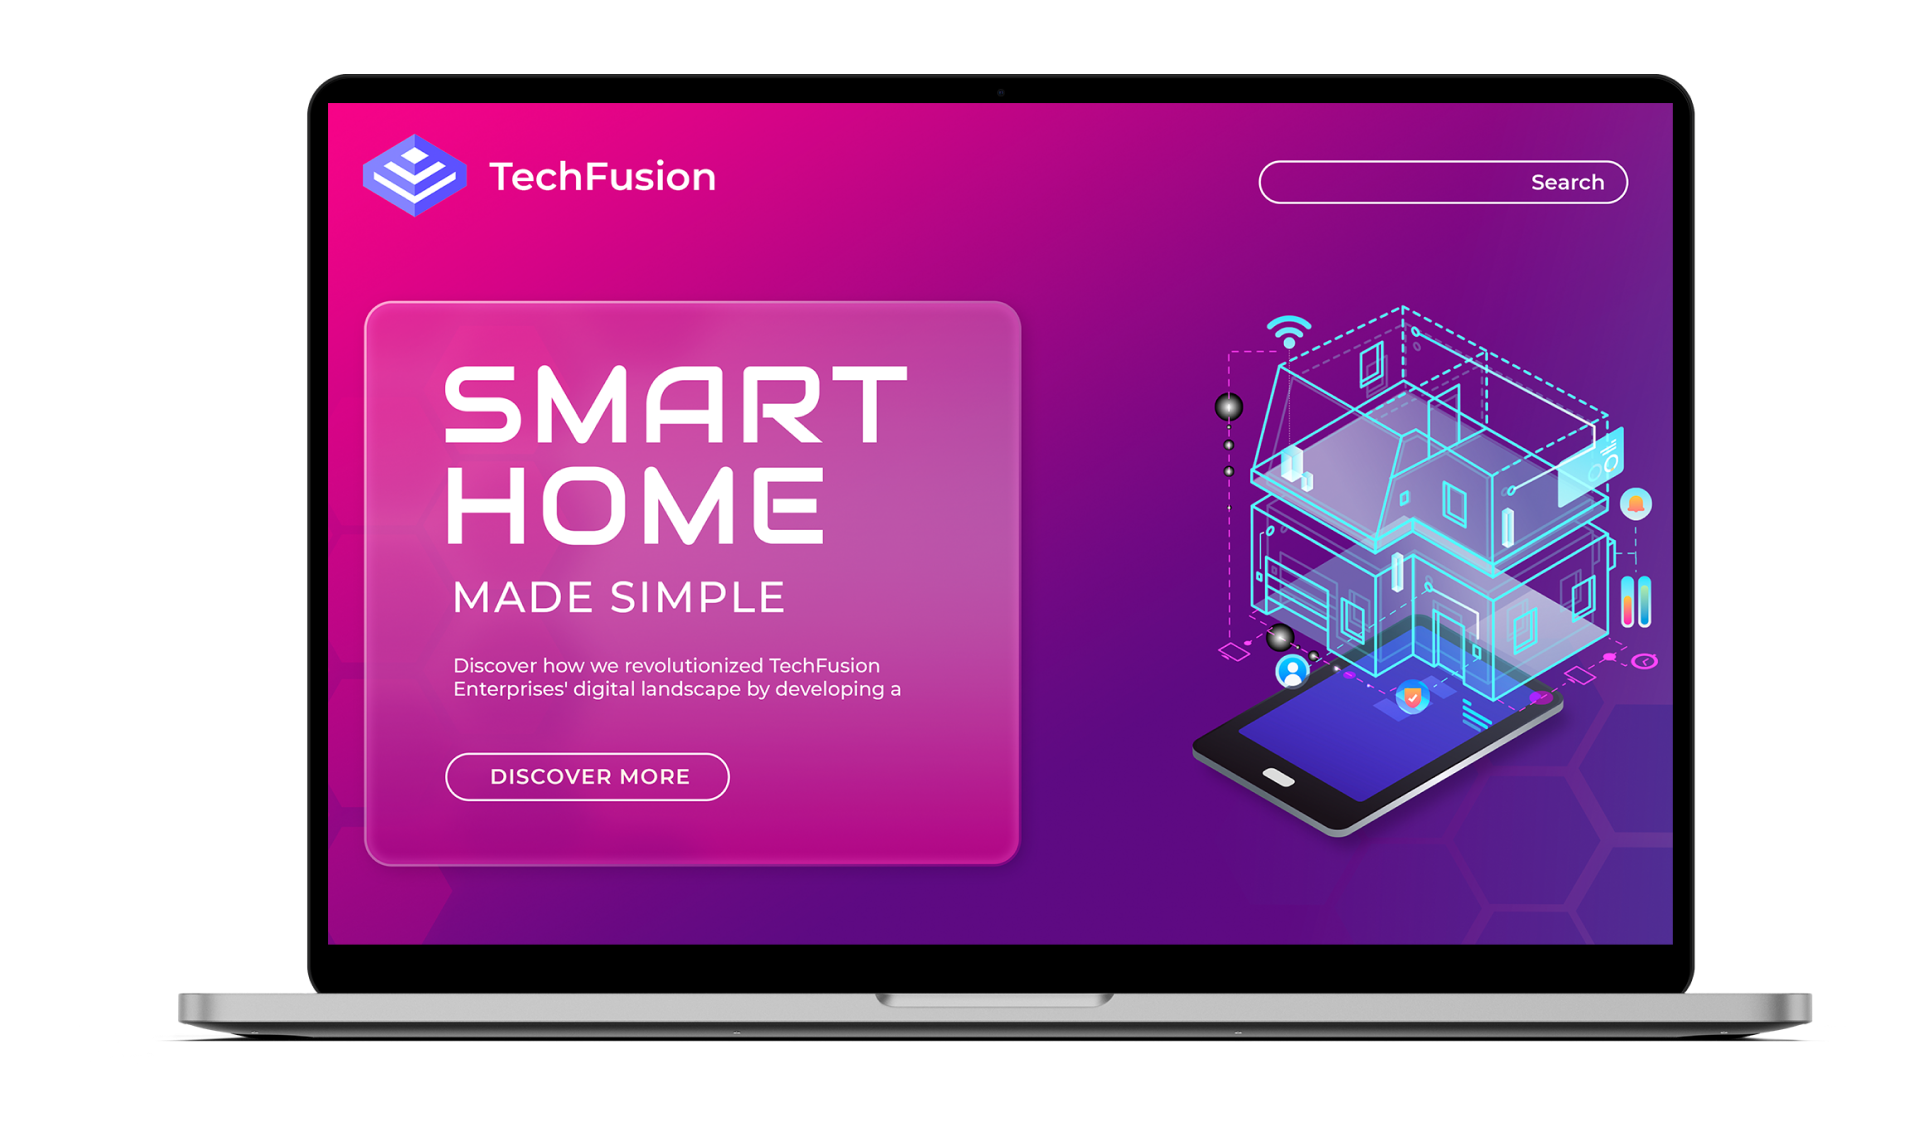 TechFusion
Search
SMART
HOME
MADE SIMPLE
Discover how we revolutionized TechFusion
Enterprises' digital landscape by developing a
DISCOVER MORE